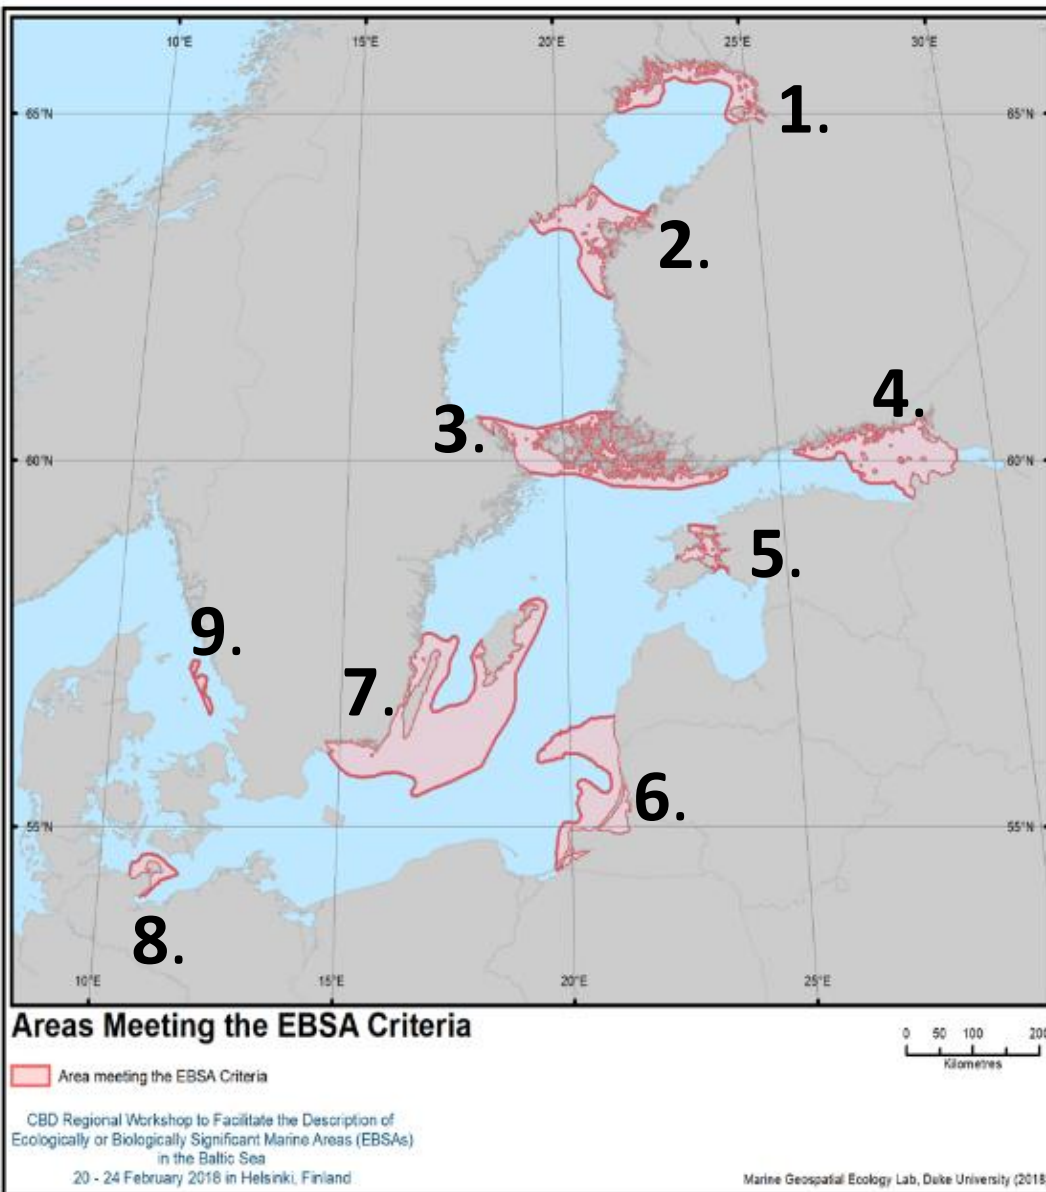 10°E 15°E 20°E 25°E 30°E
65°N 1. 65°N
2.
4.
3.
60°N 60°N
5.
9.
7.
6.
55°N 55°N
8.
10°E 15°E 20°E 25°E
Areas Meeting the EBSA Criteria
0 50 100 200
Kilometres
Area meeting the EBSA Criteria
CBD Regional Workshop to Facilitate the Description of
Ecologically or Biologically Significant Marine Areas (EBSAs)
in the Baltic Sea
20 - 24 February 2018 in Helsinki, Finland
Marine Geospatial Ecology Lab, Duke University (2018